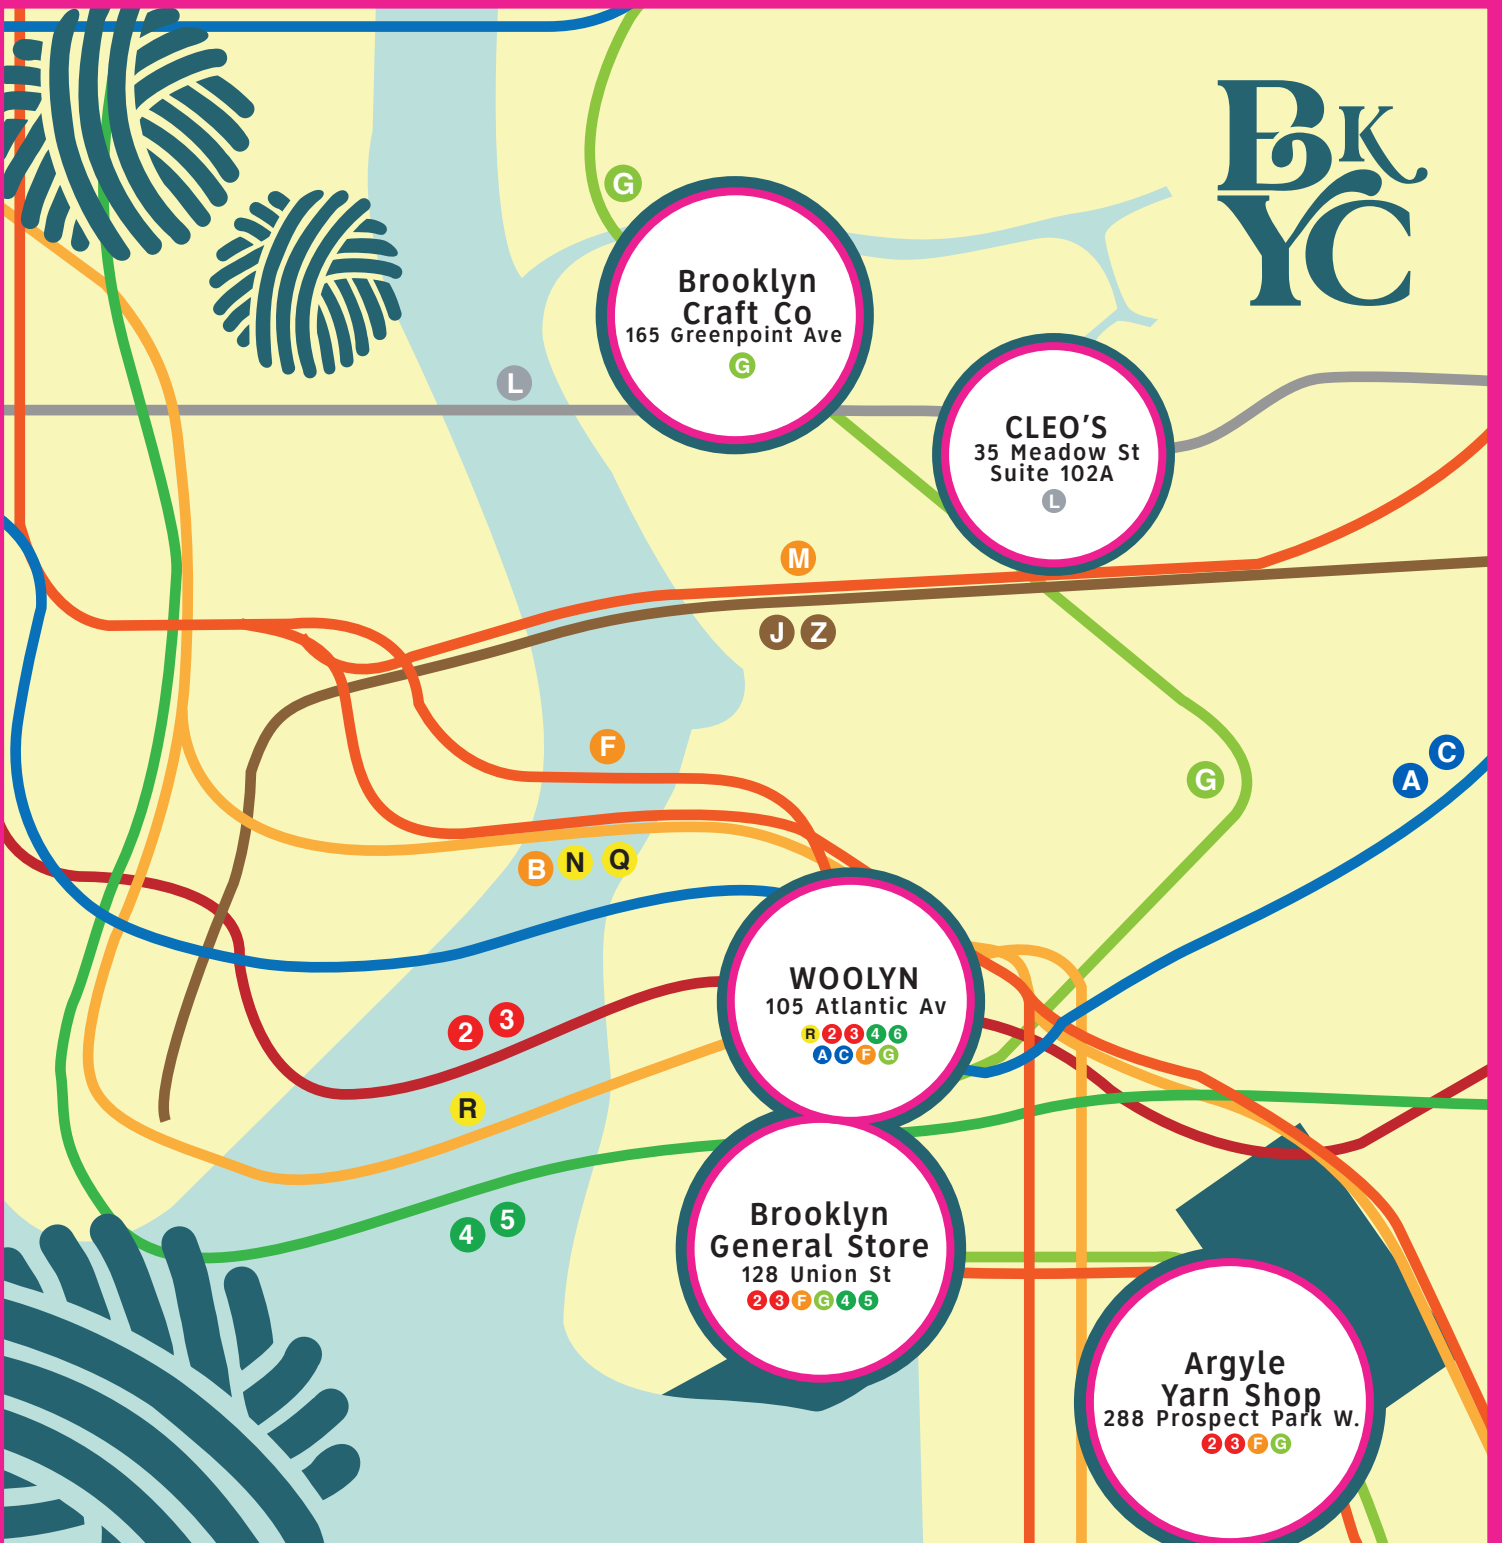 BK
YC
G
Brooklyn
Craft Co
165 Greenpoint Ave
G
L
CLEO'S
35 Meadow St
Suite 102A
L
M
J Z
F
G
A C
B N Q
WOOLYN
105 Atlantic Av
R 2 3 4 6
A C F G
2 3
R
4 5
Brooklyn
General Store
128 Union St
2 3 F G 4 5
Argyle
Yarn Shop
288 Prospect Park W.
2 3 F G